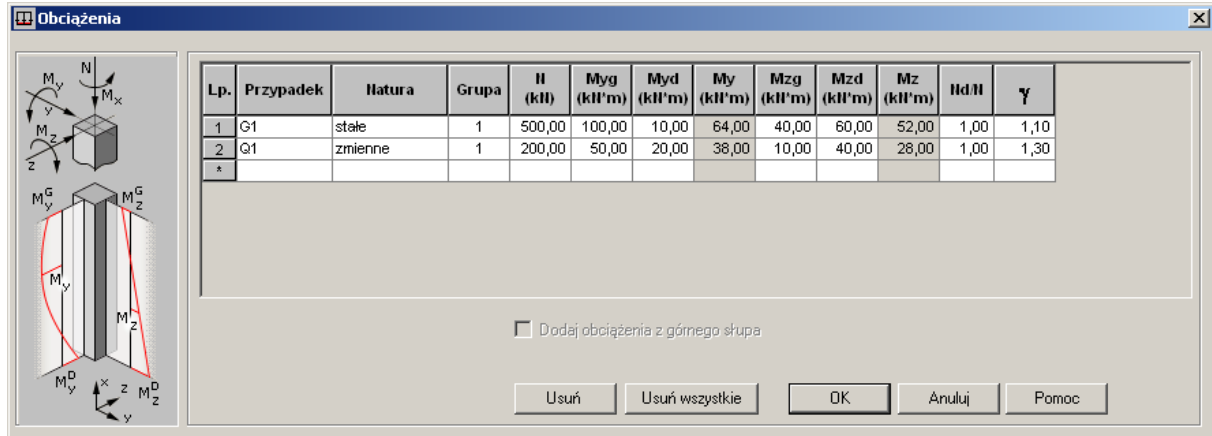 Obciążenia
Lp. Przypadek Natura Grupa N (kN) Myg (kN*m) Myd (kN*m) My (kN*m) Mzg (kN*m) Mzd (kN*m) Mz (kN*m) Nd/N γ
1 G1 stałe 1 500,00 100,00 10,00 64,00 40,00 60,00 52,00 1,00 1,10
2 Q1 zmienne 1 200,00 50,00 20,00 38,00 10,00 40,00 28,00 1,00 1,30
*
N
My
Mx
y
Mz
z
MyG MzG
My
Mz
MyD x z MzD
y
Dodaj obciążenia z górnego słupa
Usuń Usuń wszystkie OK Anuluj Pomoc